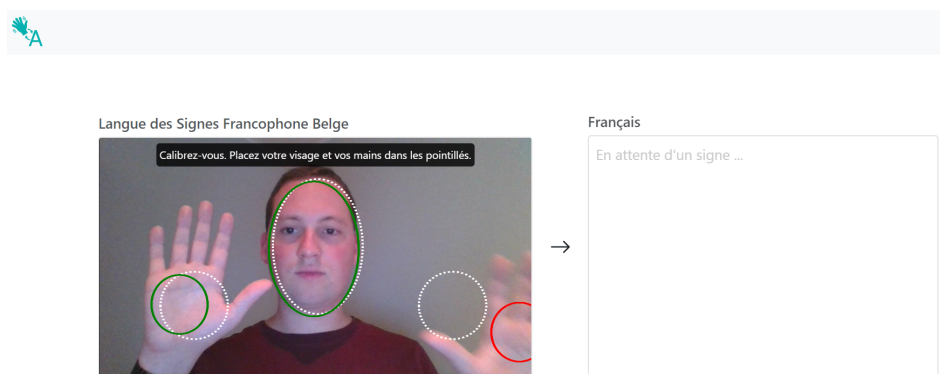 A
Langue des Signes Francophone Belge
Calibrez-vous. Placez votre visage et vos mains dans les pointillés.
Français
En attente d'un signe ...